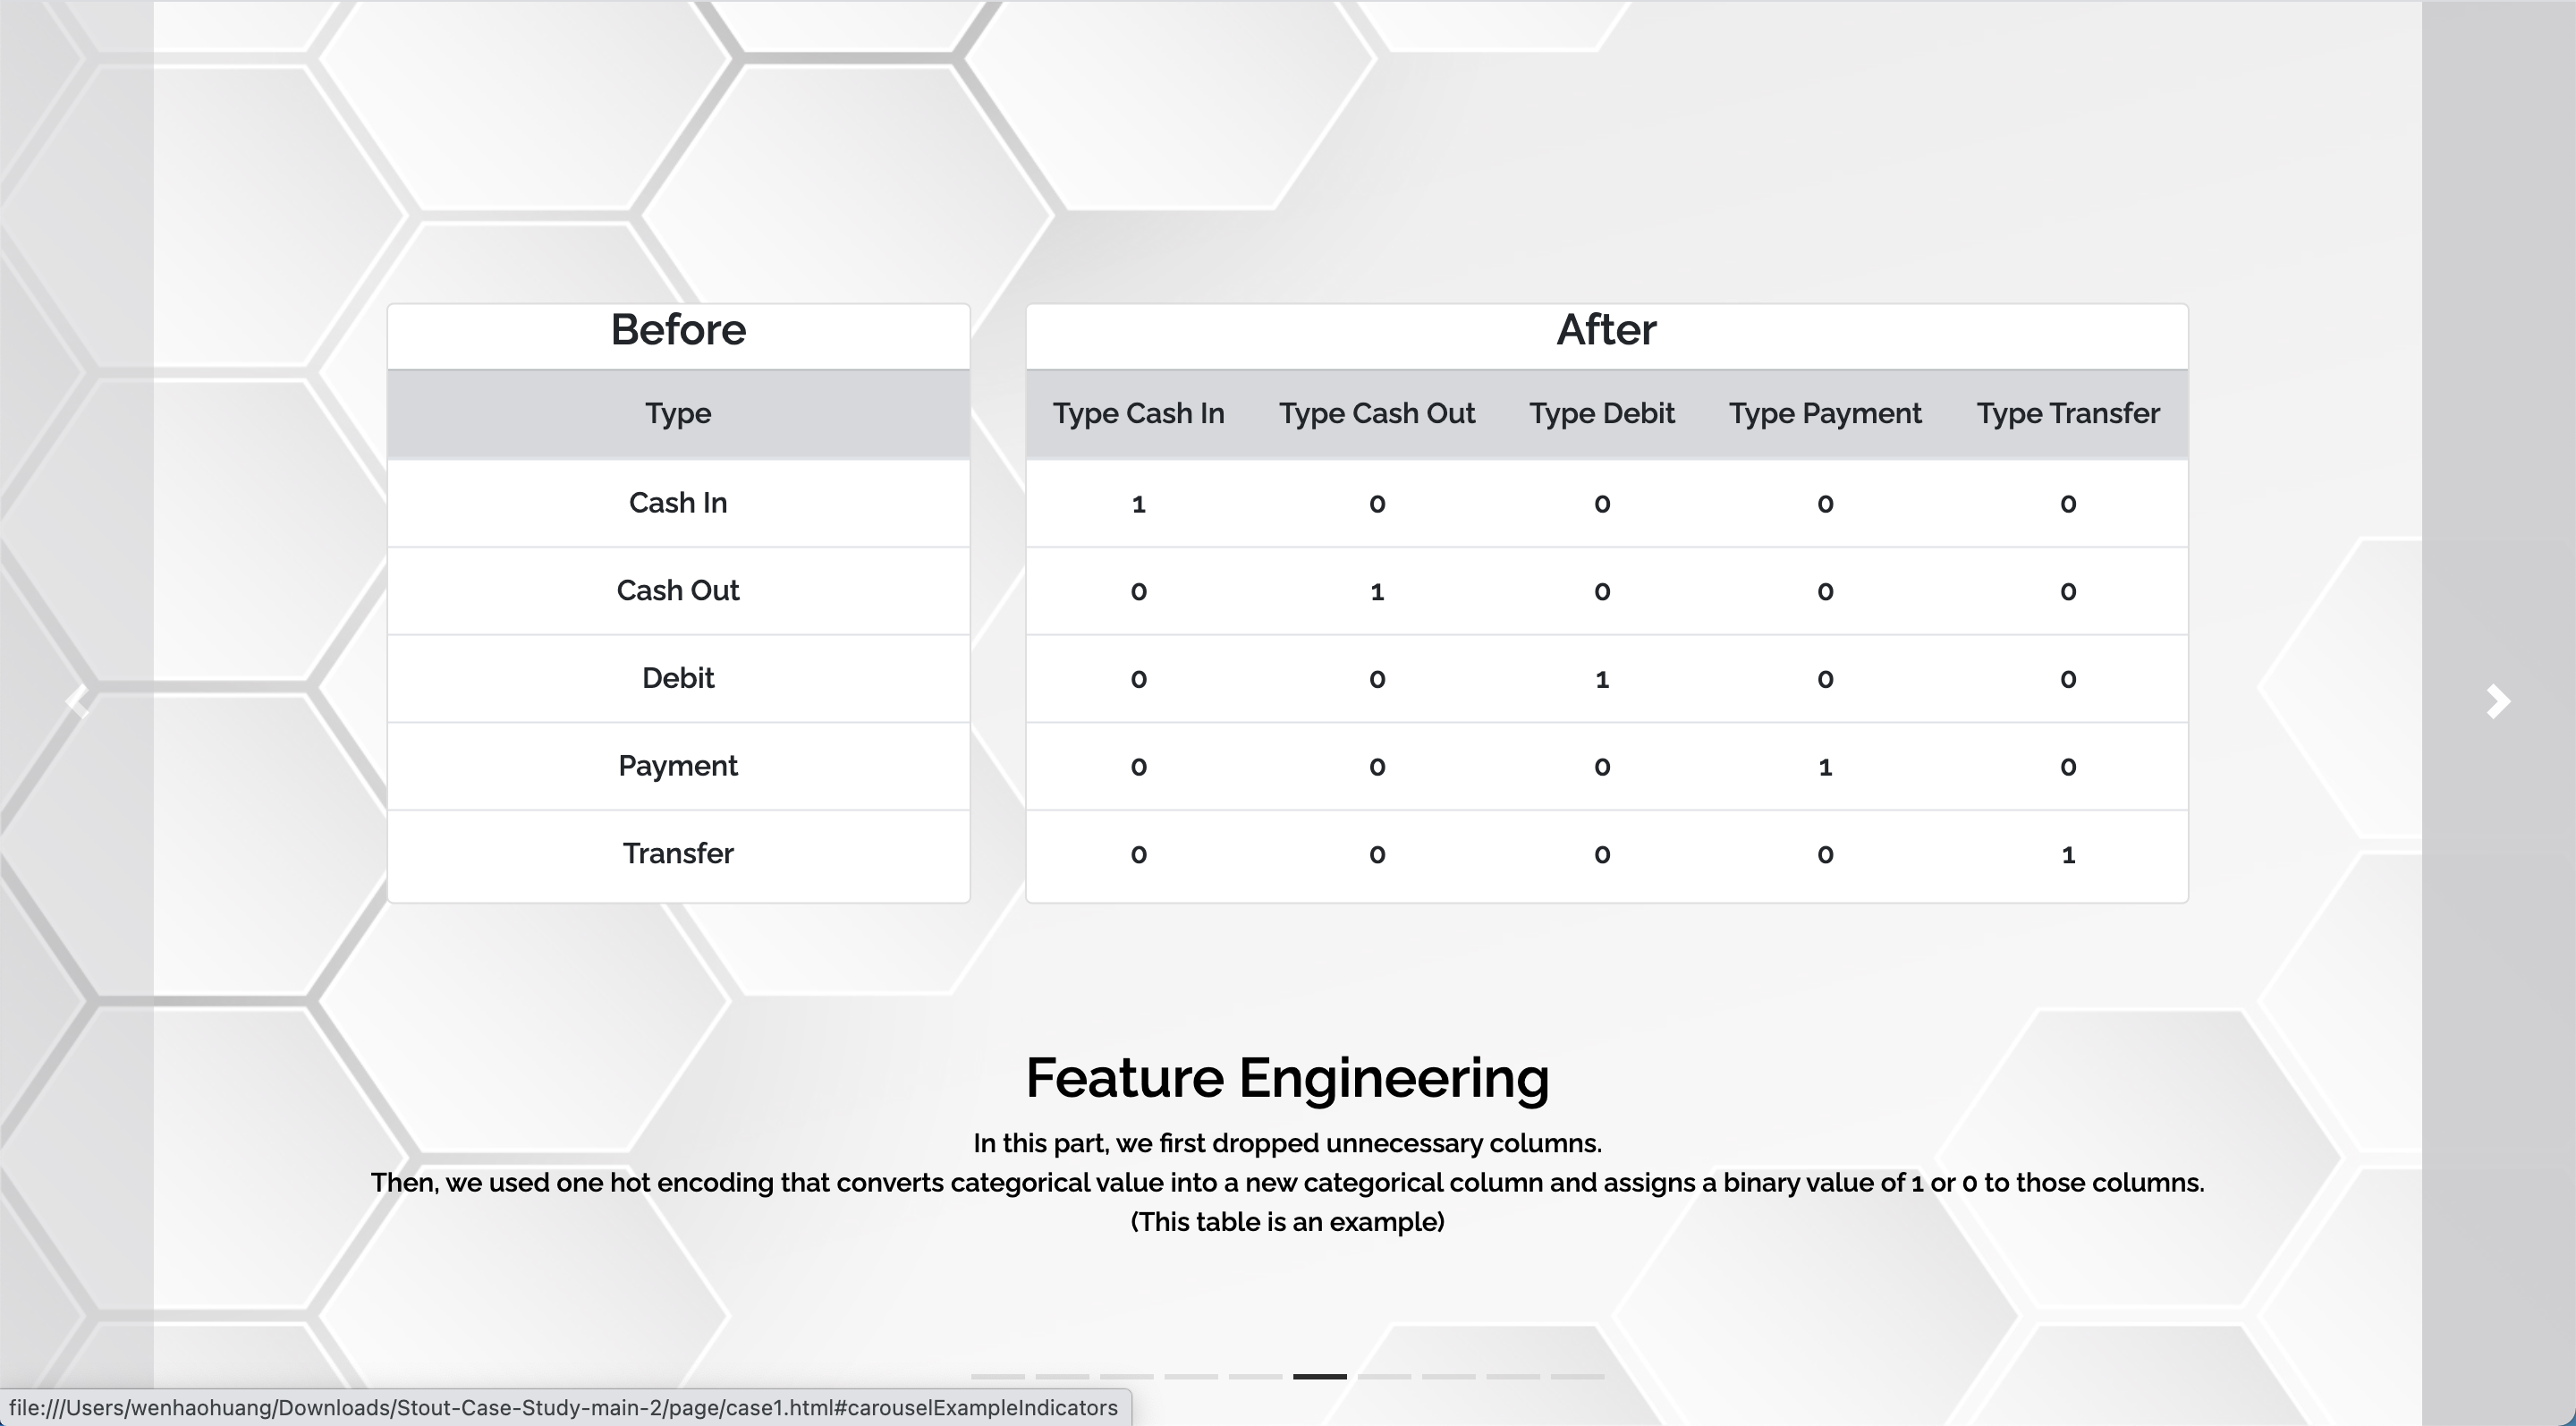 Before
Type
Cash In
Cash Out
Debit
Payment
Transfer
After
Type Cash In Type Cash Out Type Debit Type Payment Type Transfer
1 0 0 0 0
0 1 0 0 0
0 0 1 0 0
0 0 0 1 0
0 0 0 0 1
Feature Engineering
In this part, we first dropped unnecessary columns.
Then, we used one hot encoding that converts categorical value into a new categorical column and assigns a binary value of 1 or 0 to those columns.
(This table is an example)
file:///Users/wenhaohuang/Downloads/Stout-Case-Study-main-2/page/case1.html#carouselExampleIndicators